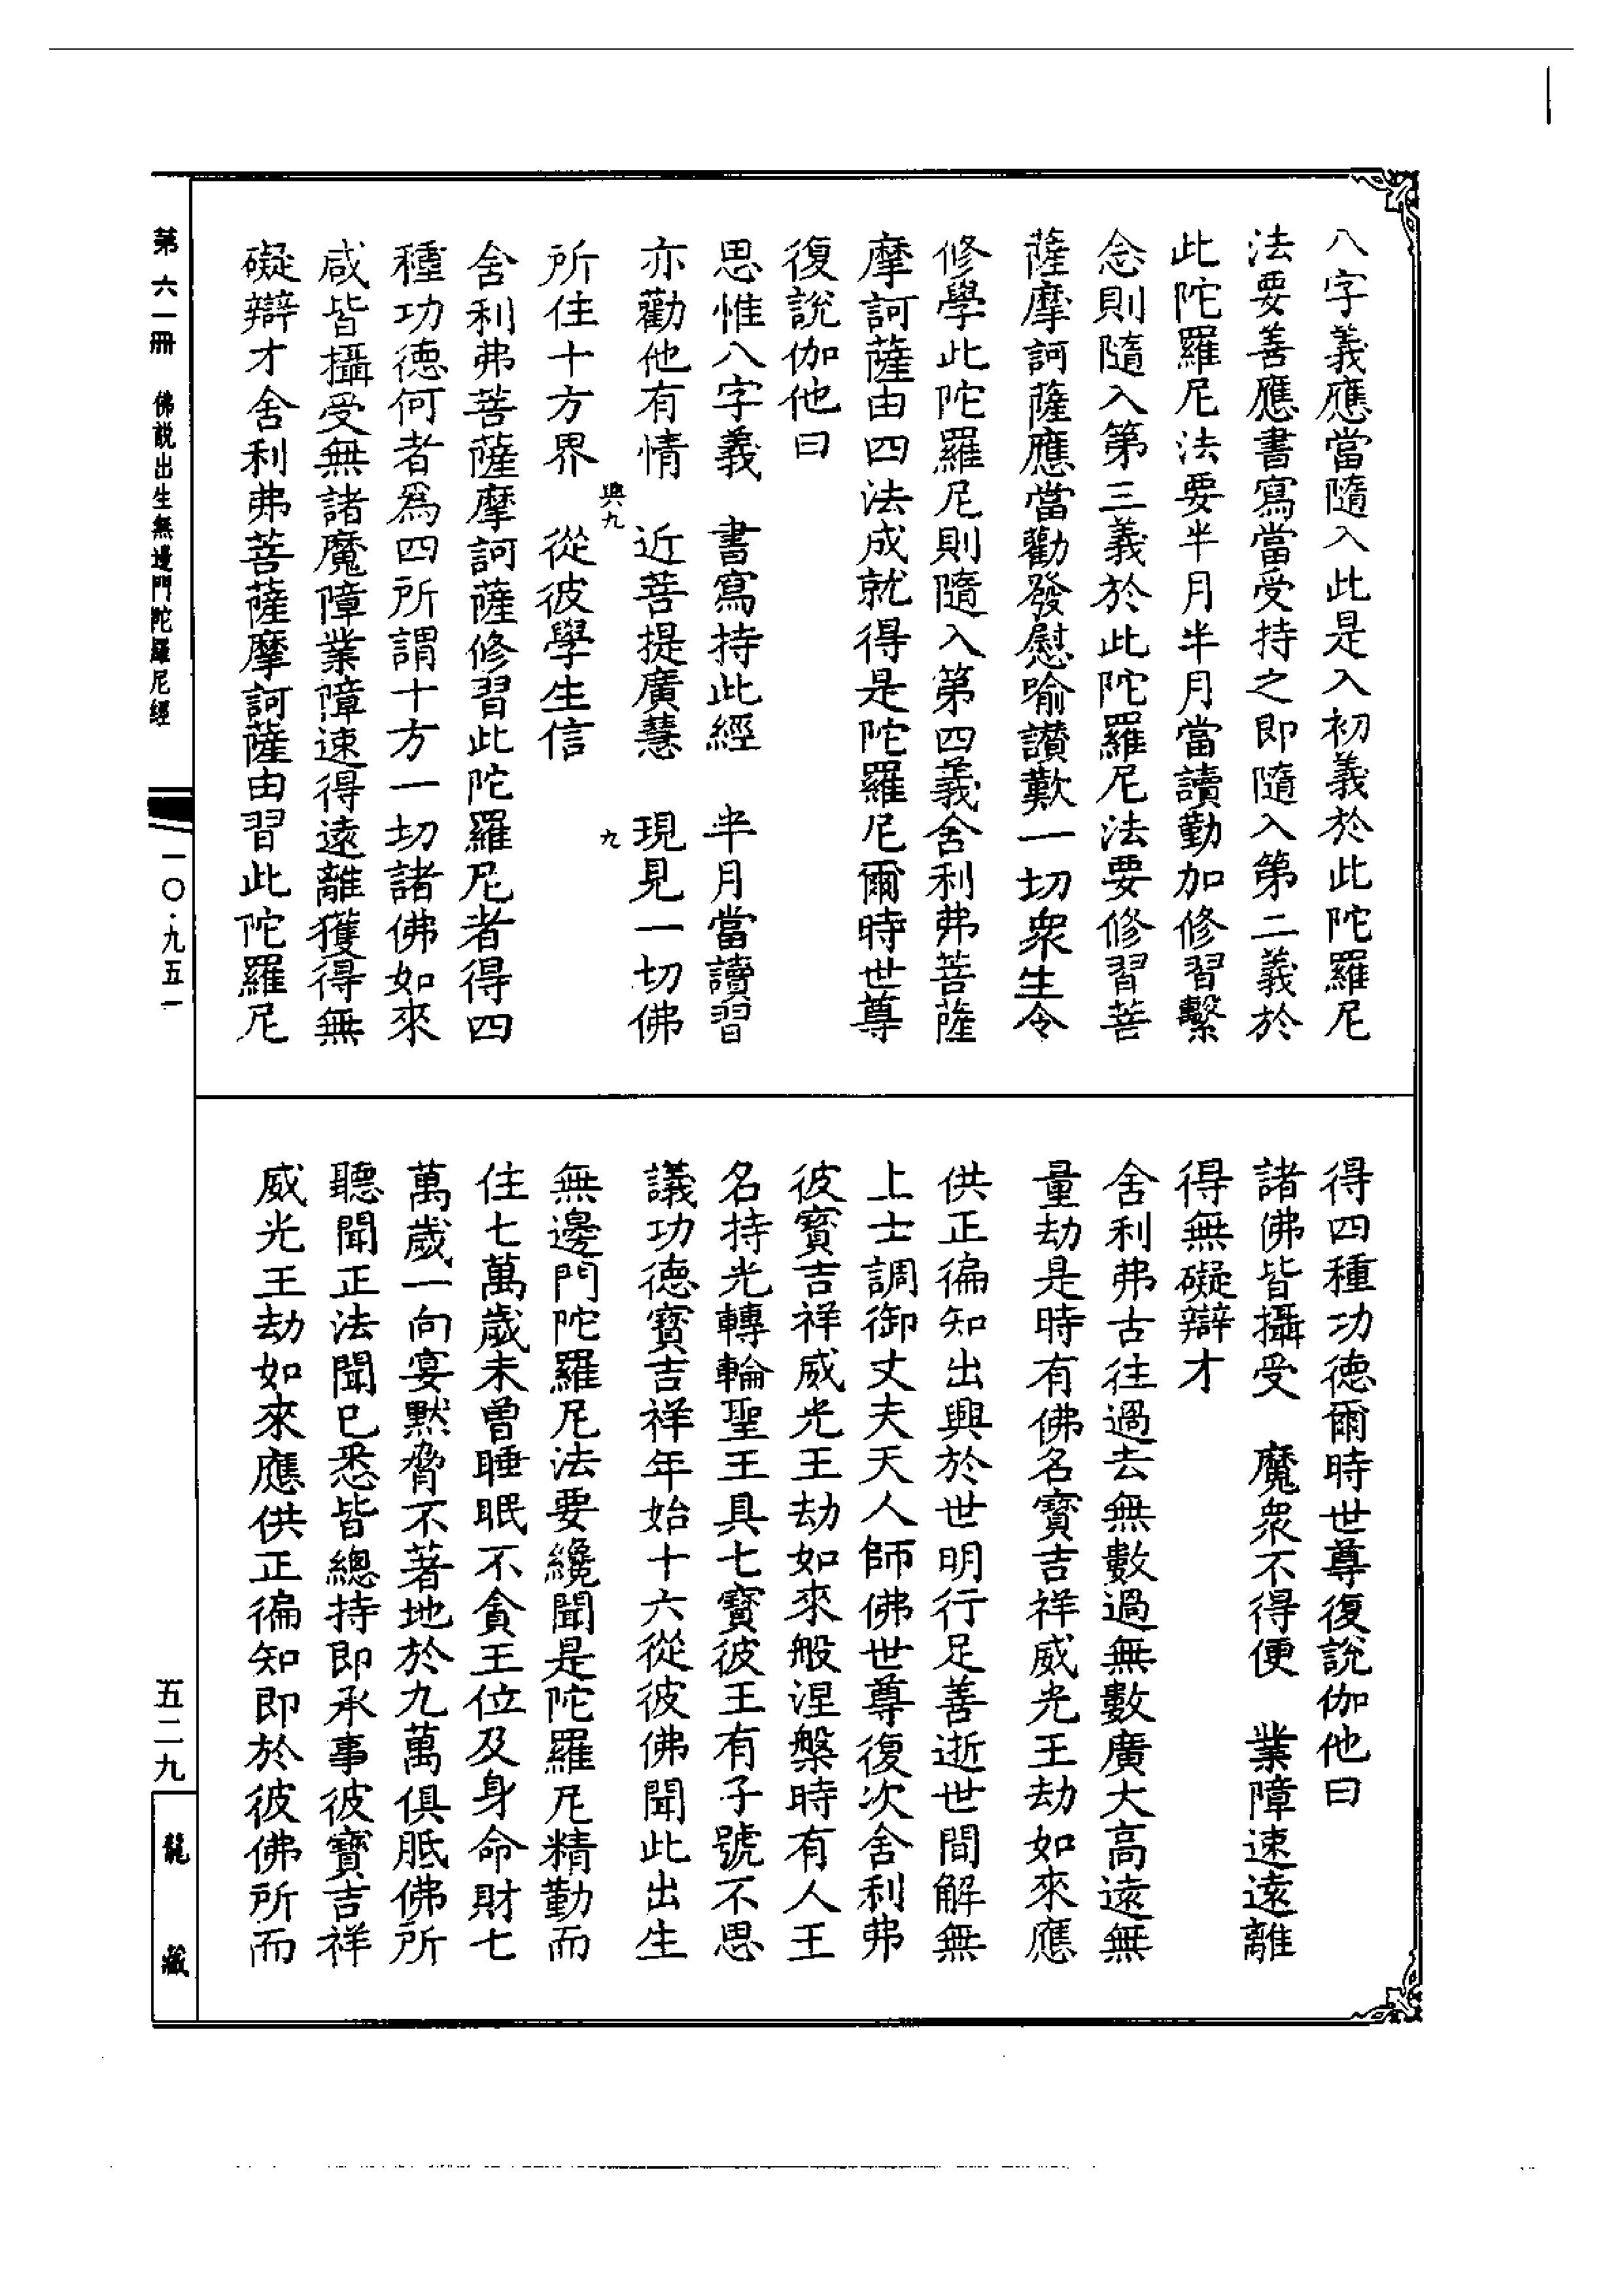 八字義應當隨入此是入初義於此陀羅尼
法要善應書寫當受持之即隨入第二義於
此陀羅尼法要半月半月當讀勤加修習繫
念則隨入第三義於此陀羅尼法要修習菩
薩摩訶薩應當勸發慰喻讚歎一切衆生令
修學此陀羅尼則隨入第四義舍利弗菩薩
摩訶薩由四法成就得是陀羅尼爾時世尊
復說伽他曰
思惟八字義　書寫持此經　半月當讀習
亦勸他有情　近菩提廣慧　現見一切佛
興九　九
所住十方界　從彼學生信
舍利弗菩薩摩訶薩修習此陀羅尼者得四
種功德何者爲四所謂十方一切諸佛如來
咸皆攝受無諸魔障業障速得遠離獲得無
礙辯才舍利弗菩薩摩訶薩由習此陀羅尼
得四種功德爾時世尊復說伽他曰
諸佛皆攝受　魔衆不得便　業障速遠離
得無礙辯才
舍利弗古往過去無數過無數廣大高遠無
量劫是時有佛名寶吉祥威光王劫如來應
供正徧知出興於世明行足善逝世間解無
上士調御丈夫天人師佛世尊復次舍利弗
彼寶吉祥威光王劫如來般涅槃時有人王
名持光轉輪聖王具七寶彼王有子號不思
議功德寶吉祥年始十六從彼佛聞此出生
無邊門陀羅尼法要纔聞是陀羅尼精勤而
住七萬歲未曾睡眠不貪王位及身命財七
萬歲一向宴默脅不著地於九萬俱胝佛所
聽聞正法聞已悉皆總持即承事彼寶吉祥
威光王劫如來應供正徧知即於彼佛所而
第六一冊　佛說出生無邊門陀羅尼經
一〇·九五一
五二九
龍藏